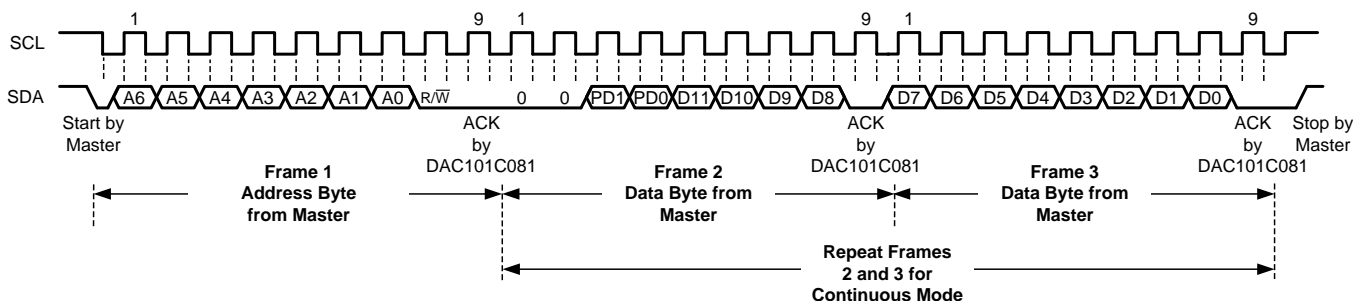 1 9 1 9 1 9
SCL
SDA A6 A5 A4 A3 A2 A1 A0 R/W̅ 0 0 PD1 PD0 D11 D10 D9 D8 D7 D6 D5 D4 D3 D2 D1 D0
Start by
Master
ACK
by
DAC101C081
ACK
by
DAC101C081
ACK
by
DAC101C081
Stop by
Master
Frame 1
Address Byte
from Master
Frame 2
Data Byte from
Master
Frame 3
Data Byte from
Master
Repeat Frames
2 and 3 for
Continuous Mode